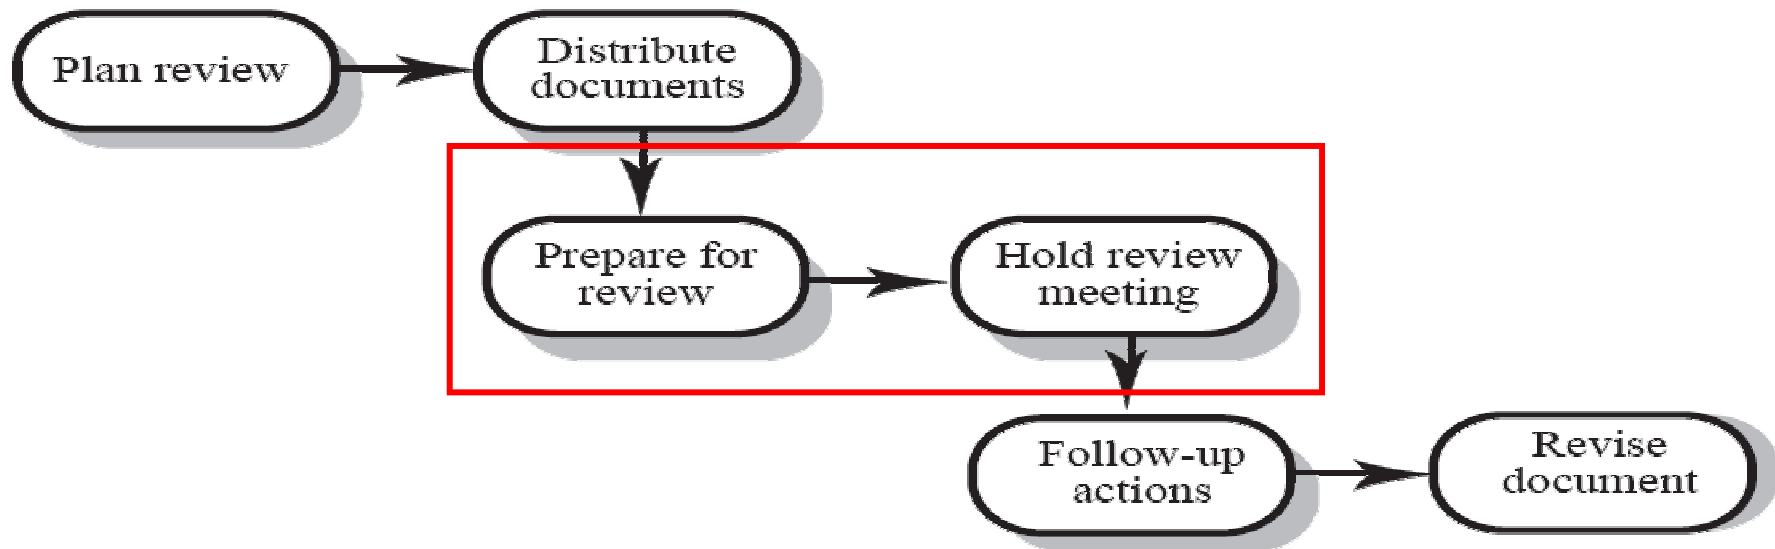 Plan review
Distribute
documents
Prepare for
review
Hold review
meeting
Follow-up
actions
Revise
document